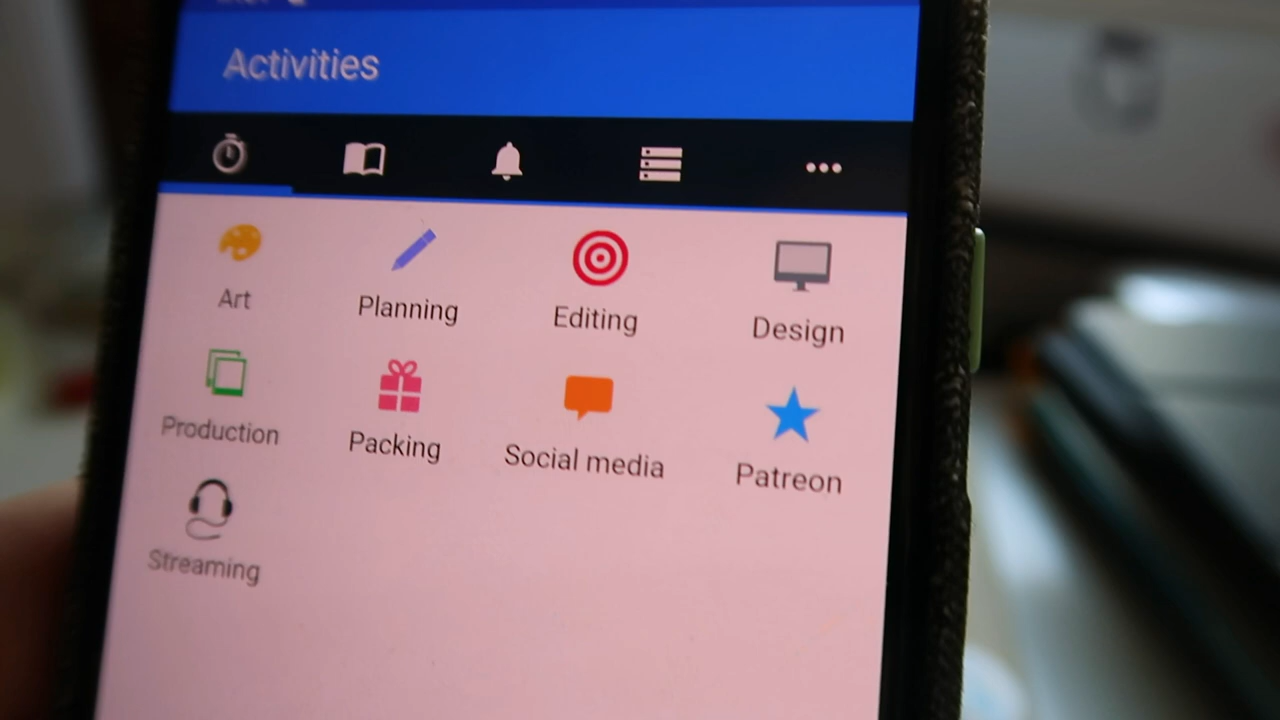 Activities
Art
Planning
Editing
Design
Production
Packing
Social media
Patreon
Streaming